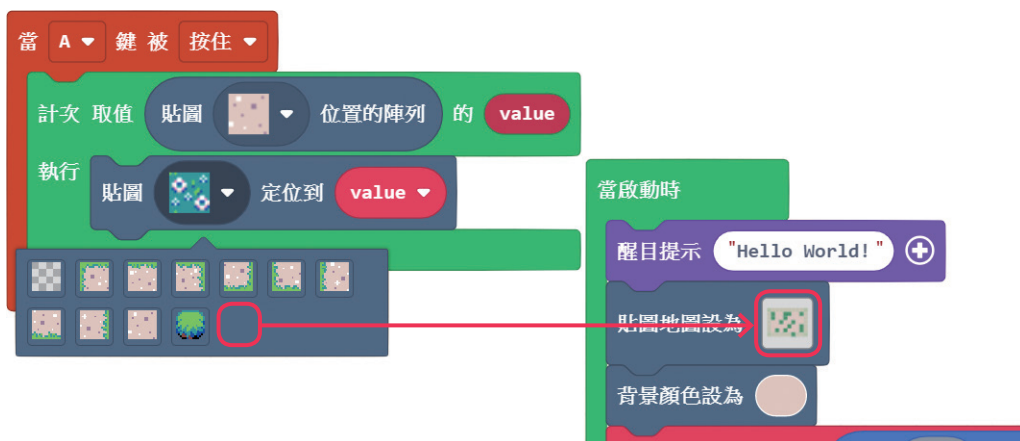 當 A 鍵 被 按住
計次 取值 貼圖 位置的陣列 的 value
執行
貼圖 定位到 value
當啟動時
醒目提示 "Hello World!"
貼圖地圖設為
背景顏色設為